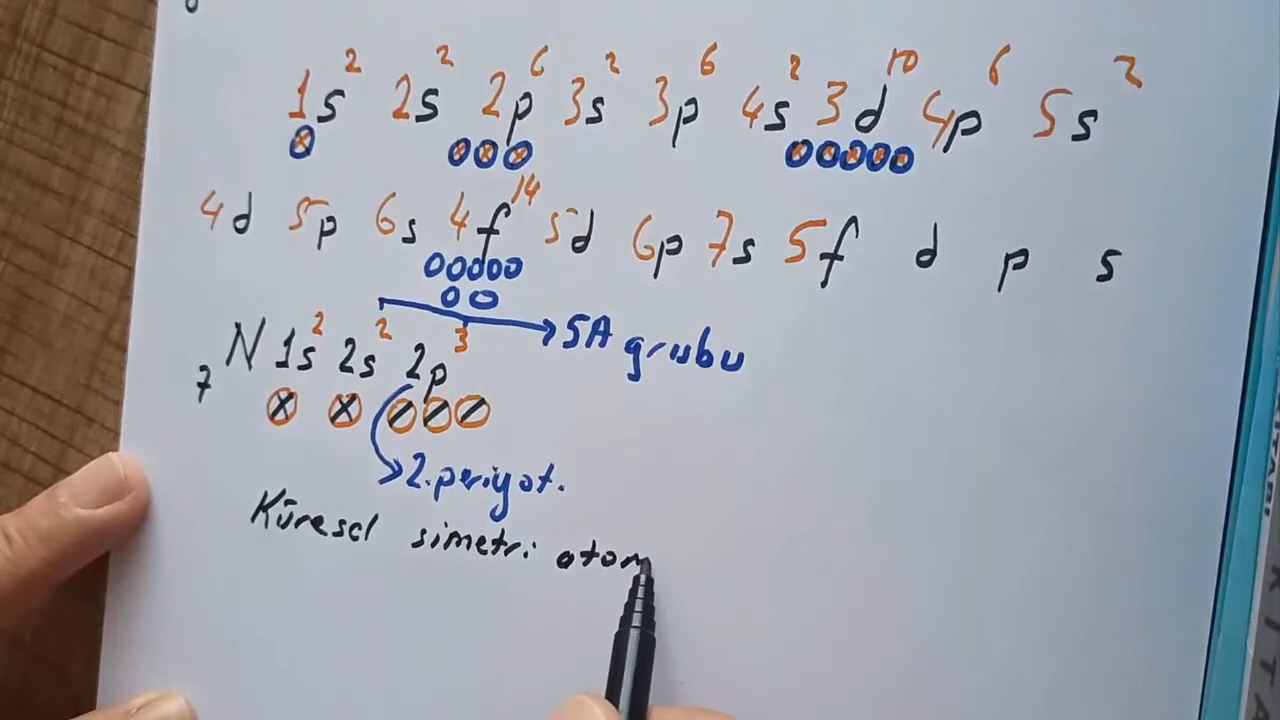 1s² 2s² 2p⁶ 3s² 3p⁶ 4s² 3d¹⁰ 4p⁶ 5s²
4d 5p 6s 4f¹⁴ 5d 6p 7s 5f d p s
₇N 1s² 2s² 2p³ 5A grubu
2.periyot.
Küresel simetri atom